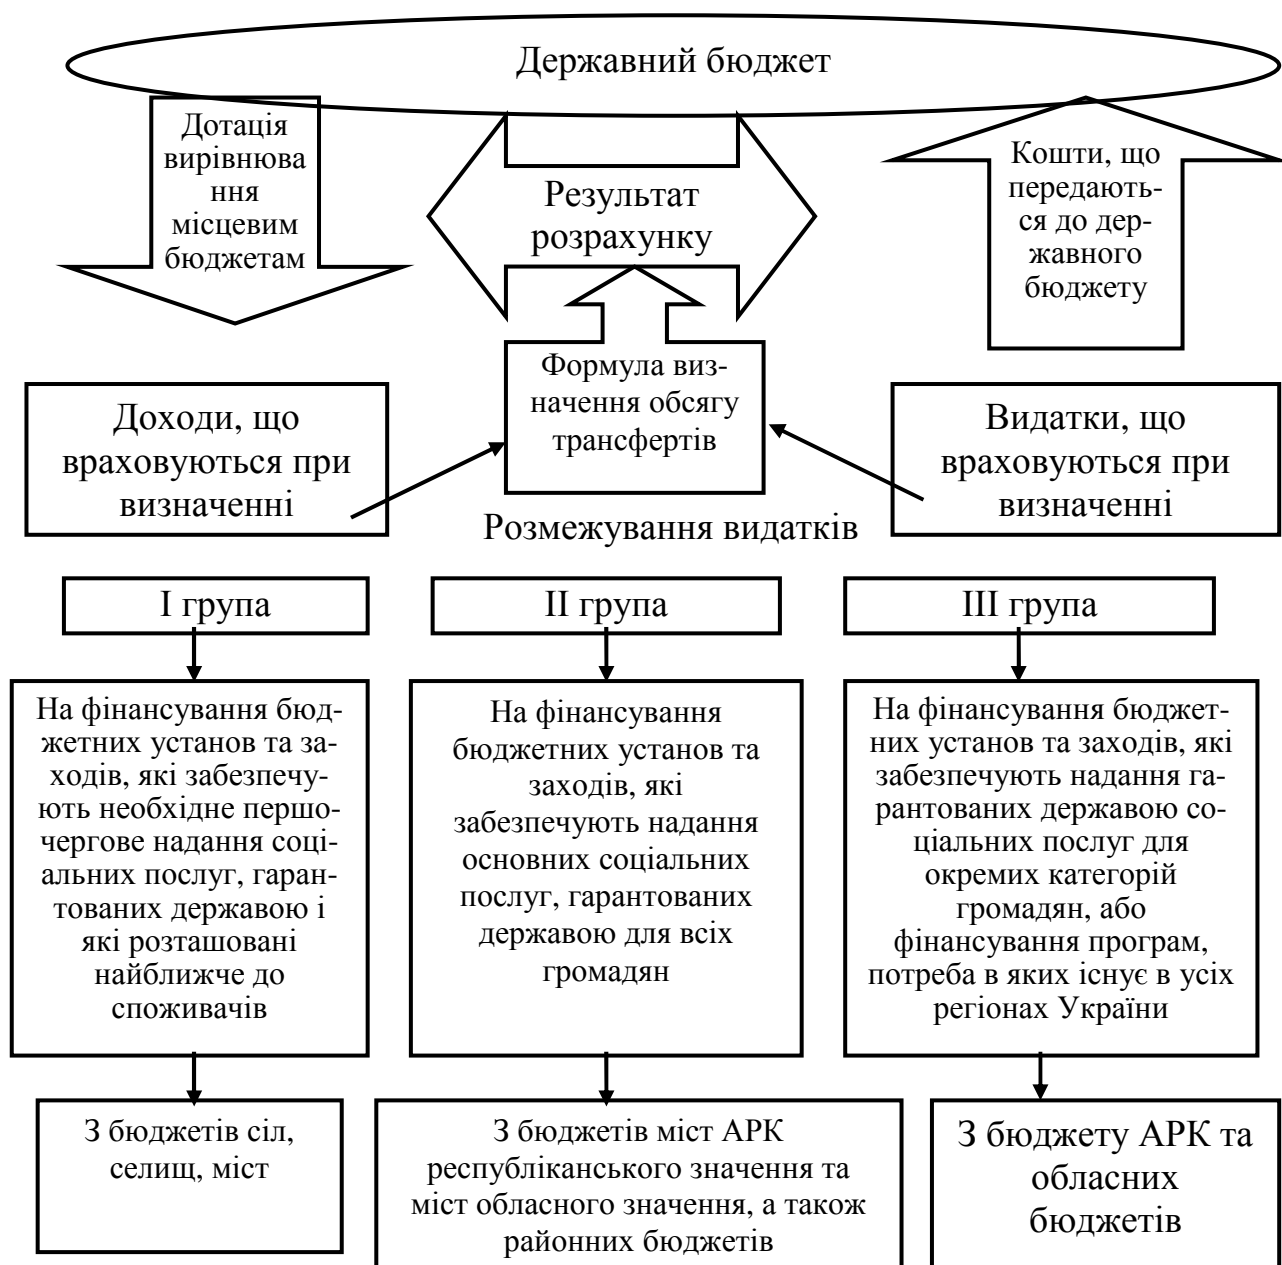 Державний бюджет
Дотація
вирівнюва
ння
місцевим
бюджетам
Результат
розрахунку
Кошти, що
передають-
ся до дер-
жавного
бюджету
Формула виз-
начення обсягу
трансфертів
Доходи, що
враховуються при
визначенні
Видатки, що
враховуються при
визначенні
Розмежування видатків
І група
ІІ група
ІІІ група
На фінансування бюд-
жетних установ та за-
ходів, які забезпечу-
ють необхідне першо-
чергове надання соці-
альних послуг, гаран-
тованих державою і
які розташовані
найближче до
споживачів
На фінансування
бюджетних установ та
заходів, які
забезпечують надання
основних соціальних
послуг, гарантованих
державою для всіх
громадян
На фінансування бюджет-
них установ та заходів, які
забезпечують надання га-
рантованих державою со-
ціальних послуг для
окремих категорій
громадян, або
фінансування програм,
потреба в яких існує в усіх
регіонах України
З бюджетів сіл,
селищ, міст
З бюджетів міст АРК
республіканського значення та
міст обласного значення, а також
районних бюджетів
З бюджету АРК та
обласних
бюджетів